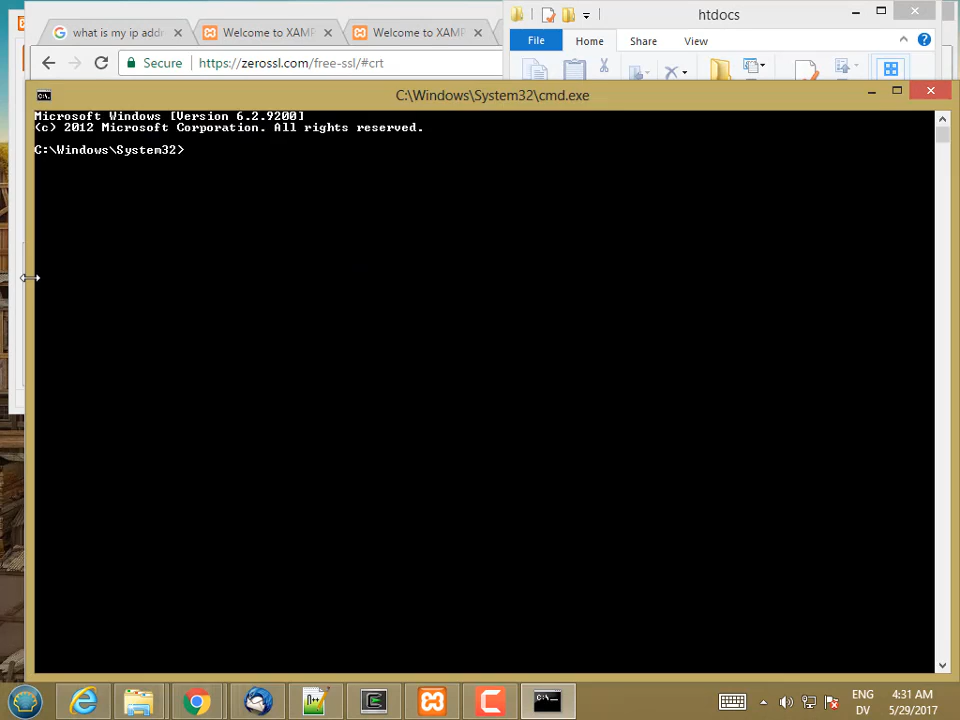 what is my ip addr
Welcome to XAMP
Welcome to XAMP
htdocs
File Home Share View
Secure https://zerossl.com/free-ssl/#crt
C:\Windows\System32\cmd.exe
Microsoft Windows [Version 6.2.9200]
(c) 2012 Microsoft Corporation. All rights reserved.
C:\Windows\System32>
ENG 4:31 AM
DV 5/29/2017